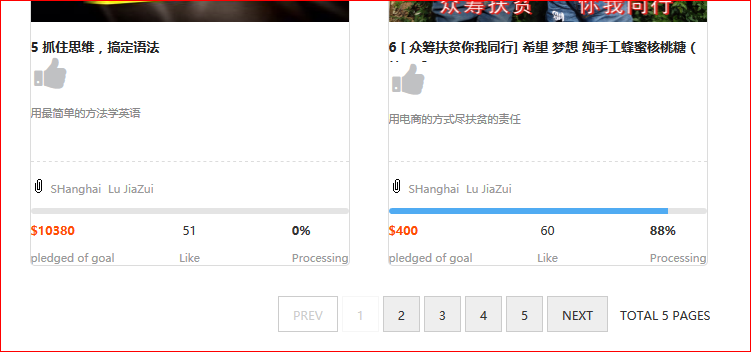 众筹扶贫 你我同行
5 抓住思维，搞定语法
6 [ 众筹扶贫你我同行] 希望 梦想 纯手工蜂蜜核桃糖（
用最简单的方法学英语
用电商的方式尽扶贫的责任
SHanghai Lu JiaZui
SHanghai Lu JiaZui
$10380 51 0%
pledged of goal Like Processing
$400 60 88%
pledged of goal Like Processing
PREV 1 2 3 4 5 NEXT TOTAL 5 PAGES